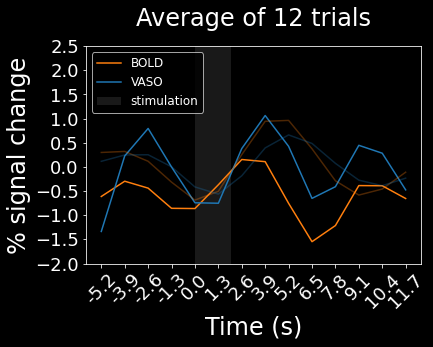 Average of 12 trials
% signal change
2.5
2.0
1.5
1.0
0.5
0.0
−0.5
−1.0
−1.5
−2.0
BOLD
VASO
stimulation
-5.2 -3.9 -2.6 -1.3 0.0 1.3 2.6 3.9 5.2 6.5 7.8 9.1 10.4 11.7
Time (s)